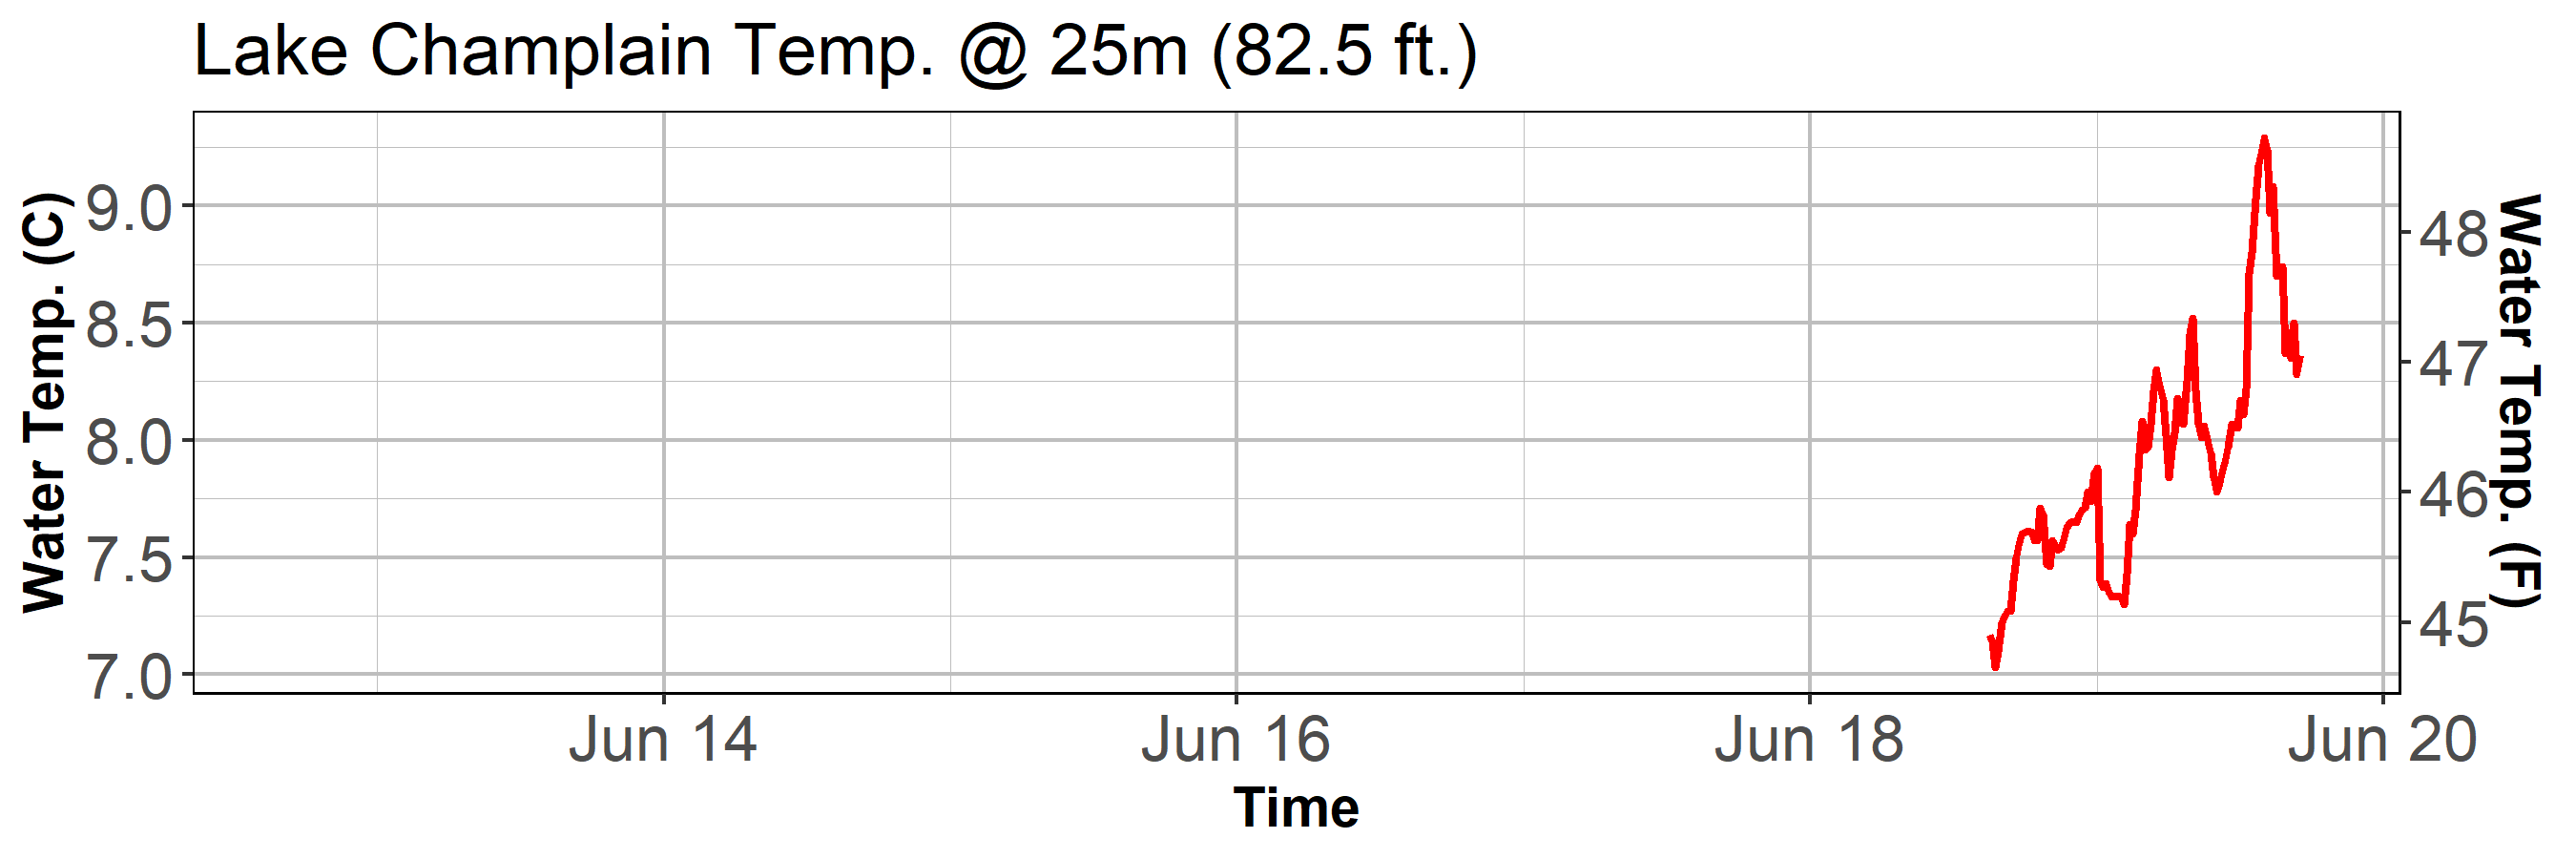 Lake Champlain Temp. @ 25m (82.5 ft.)
Water Temp. (C)
9.0
8.5
8.0
7.5
7.0
48
47
46
45
Water Temp. (F)
Jun 14
Jun 16
Jun 18
Jun 20
Time